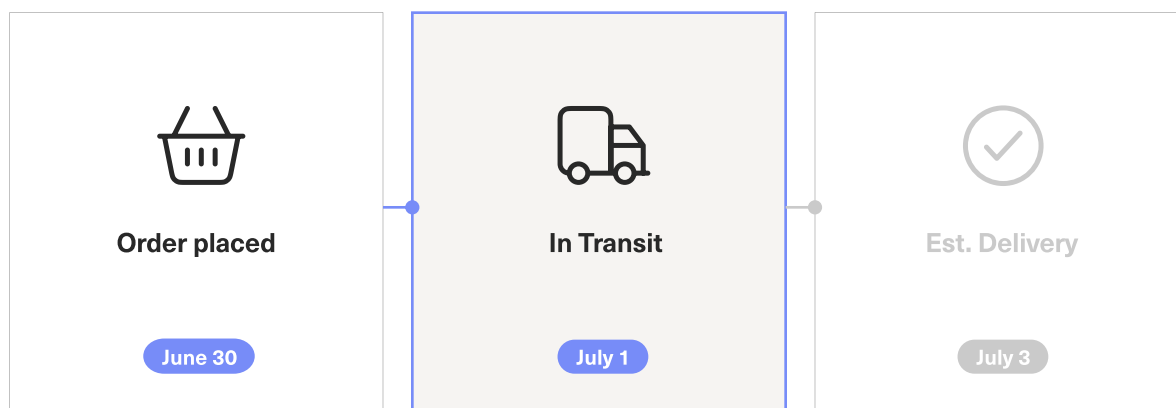 Order placed
In Transit
Est. Delivery
June 30
July 1
July 3